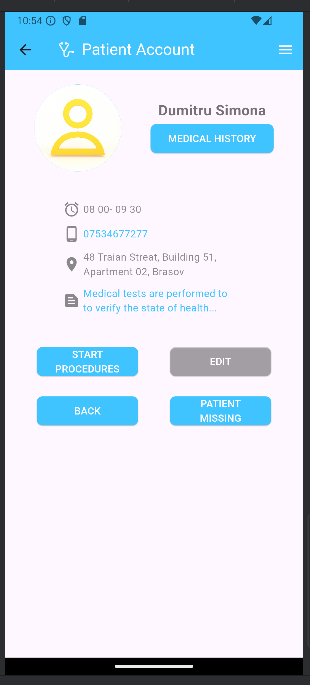 10:54
Patient Account
Dumitru Simona
MEDICAL HISTORY
08 00- 09 30
07534677277
48 Traian Streat, Building 51,
Apartment 02, Brasov
Medical tests are performed to
to verify the state of health...
START
PROCEDURES
EDIT
BACK
PATIENT
MISSING